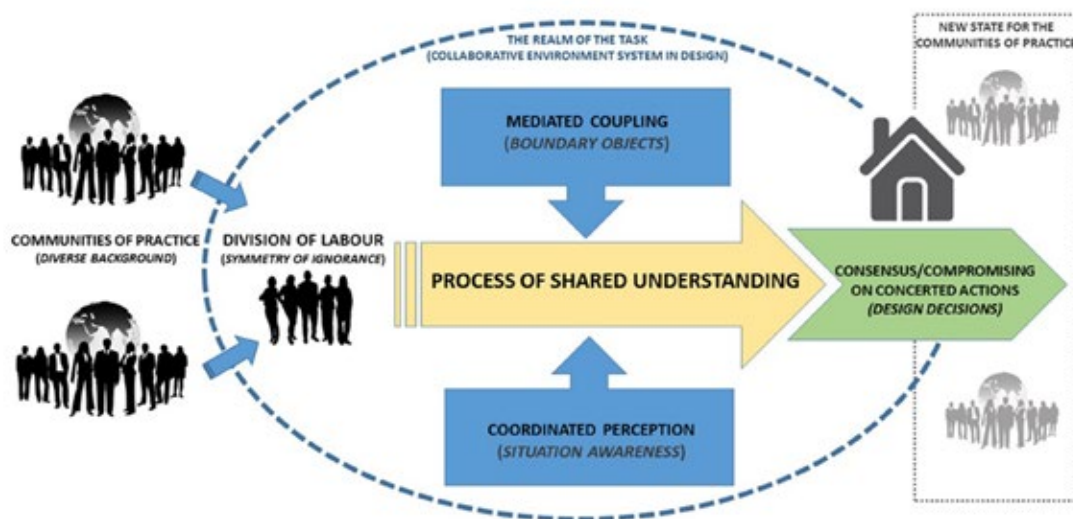 THE REALM OF THE TASK
(COLLABORATIVE ENVIRONMENT SYSTEM IN DESIGN)
NEW STATE FOR THE
COMMUNITIES OF PRACTICE
MEDIATED COUPLING
(BOUNDARY OBJECTS)
COMMUNITIES OF PRACTICE
(DIVERSE BACKGROUND)
DIVISION OF LABOUR
(SYMMETRY OF IGNORANCE)
PROCESS OF SHARED UNDERSTANDING
CONSENSUS/COMPROMISING
ON CONCERTED ACTIONS
(DESIGN DECISIONS)
COORDINATED PERCEPTION
(SITUATION AWARENESS)